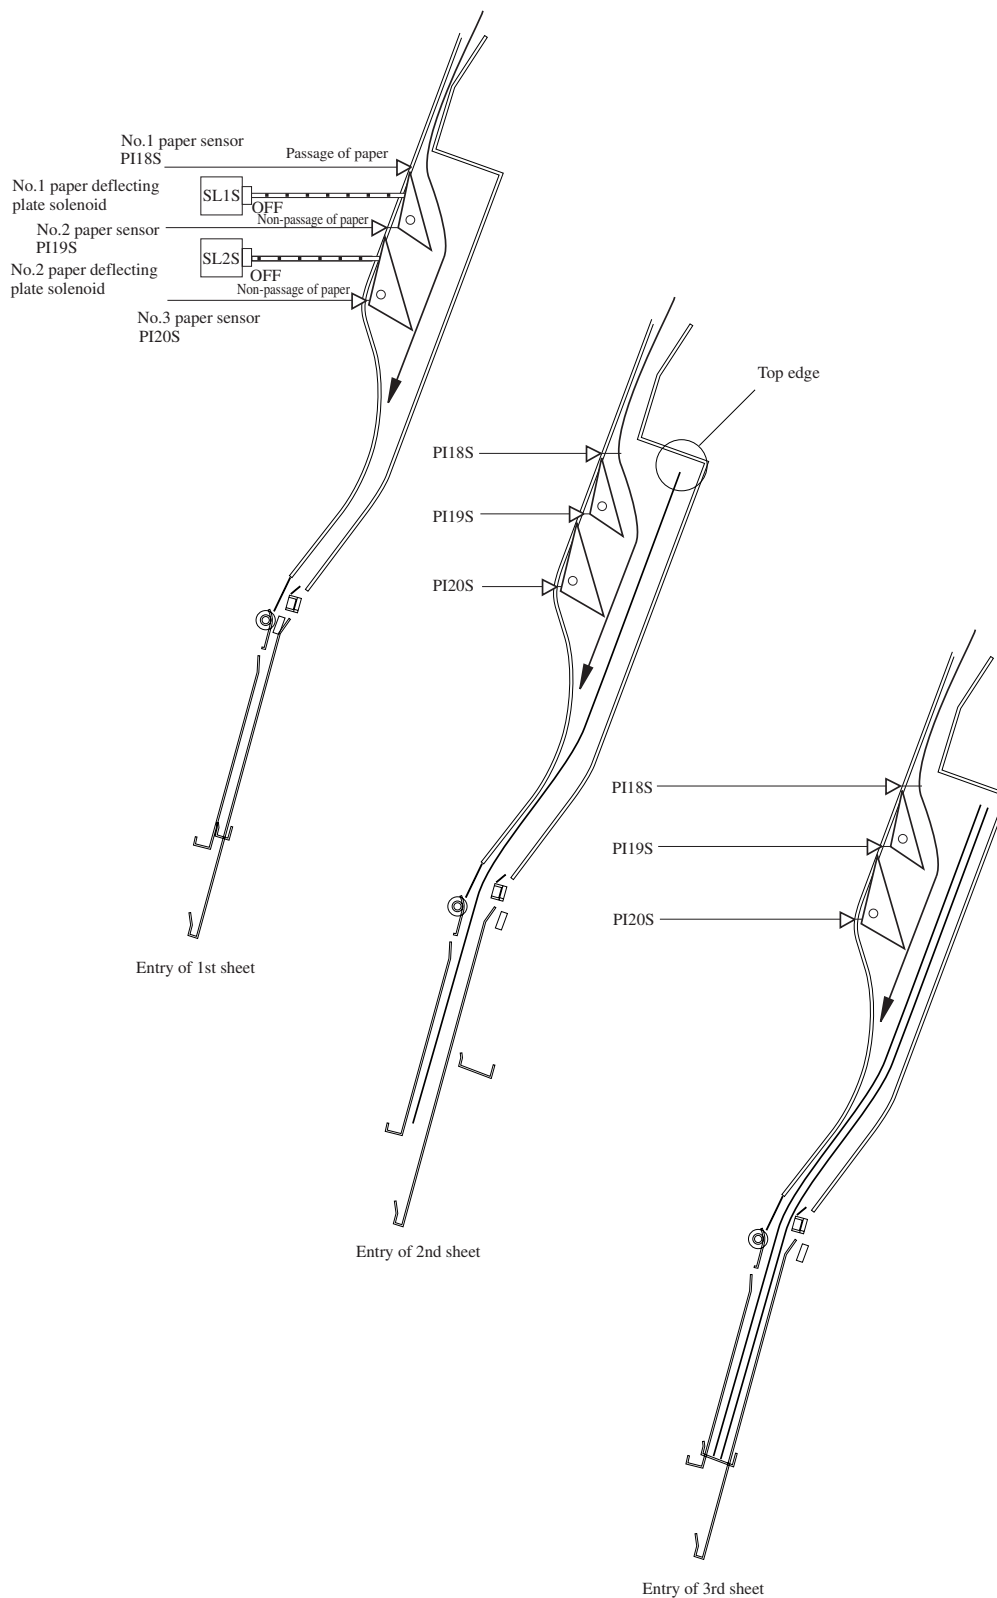 No.1 paper sensor
PI18S
Passage of paper
No.1 paper deflecting
plate solenoid
SL1S
OFF
Non-passage of paper
No.2 paper sensor
PI19S
SL2S
No.2 paper deflecting
plate solenoid
OFF
Non-passage of paper
No.3 paper sensor
PI20S
Entry of 1st sheet
Top edge
PI18S
PI19S
PI20S
Entry of 2nd sheet
PI18S
PI19S
PI20S
Entry of 3rd sheet